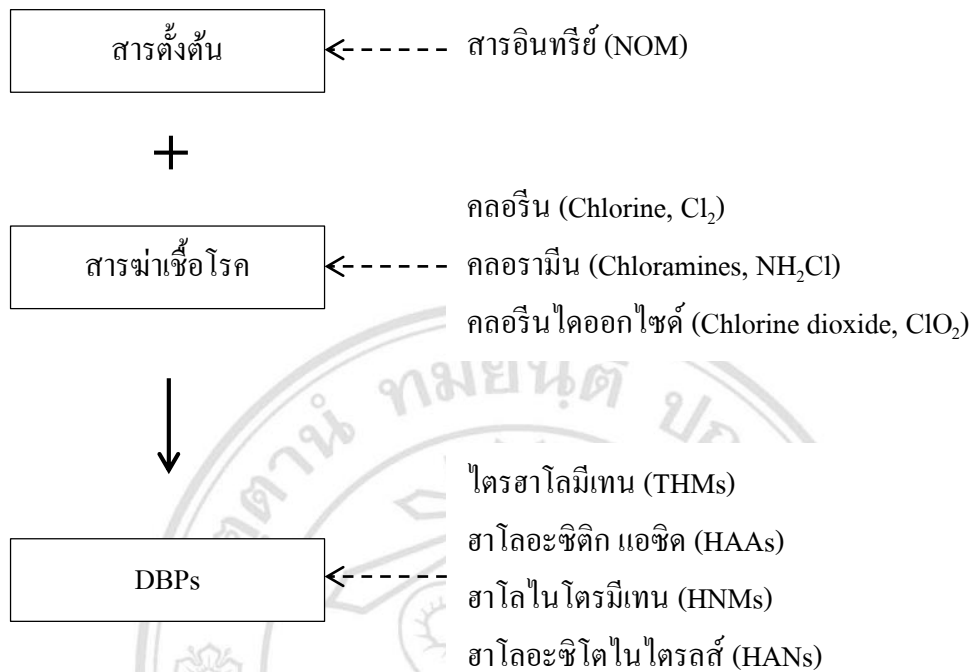 สารตั้งต้น
สารอินทรีย์ (NOM)
+
คลอรีน (Chlorine, Cl₂)
สารฆ่าเชื้อโรค
คลอรามีน (Chloramines, NH₂Cl)
คลอรีนไดออกไซด์ (Chlorine dioxide, ClO₂)
ไตรฮาโลมีเทน (THMs)
ฮาโลอะซิติก แอซิด (HAAs)
DBPs
ฮาโลไนโตรมีเทน (HNMs)
ฮาโลอะซิโตไนไตรลส์ (HANs)